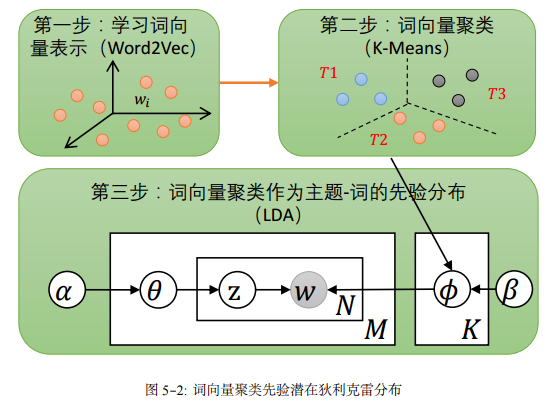 第一步：学习词向
量表示（Word2Vec）
w_i
第二步：词向量聚类
（K-Means）
T1
T2
T3
第三步：词向量聚类作为主题-词的先验分布
（LDA）
α
θ
z
w
N
M
ϕ
K
β
图 5-2: 词向量聚类先验潜在狄利克雷分布